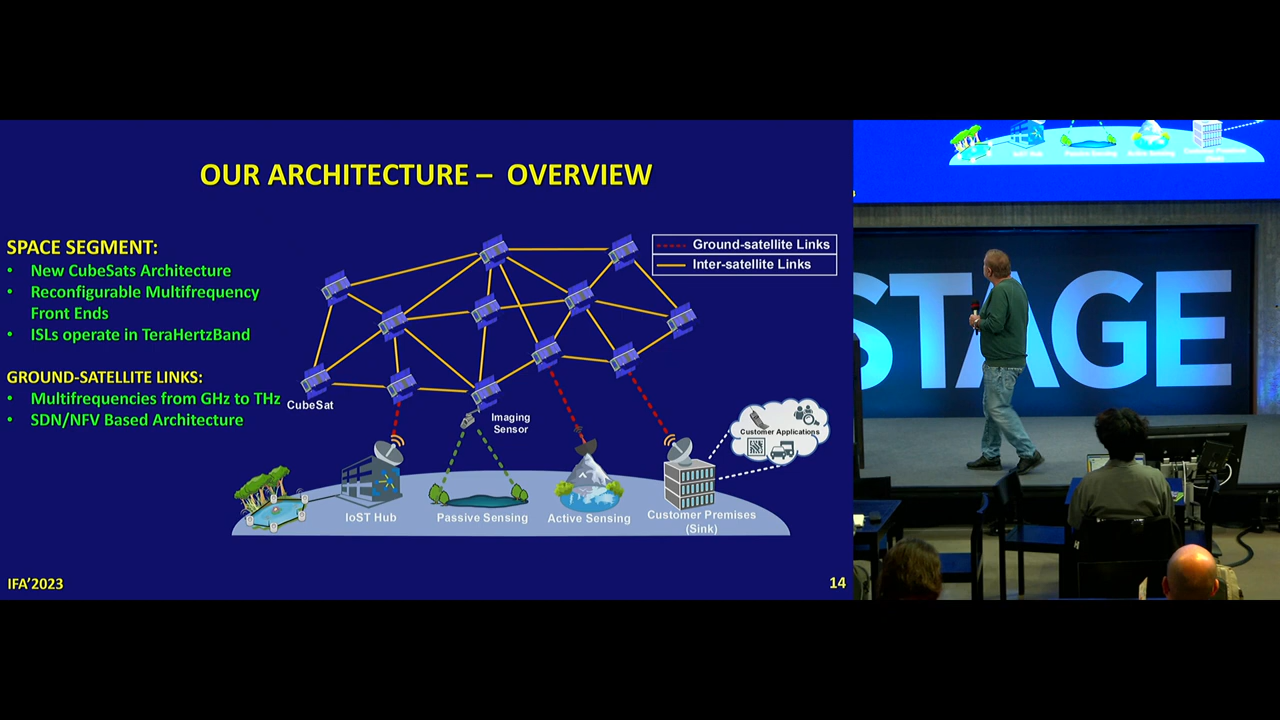 OUR ARCHITECTURE – OVERVIEW
SPACE SEGMENT:
• New CubeSats Architecture
• Reconfigurable Multifrequency
Front Ends
• ISLs operate in TeraHertzBand
GROUND-SATELLITE LINKS:
• Multifrequencies from GHz to THz
• SDN/NFV Based Architecture
Ground-satellite Links
Inter-satellite Links
CubeSat
Imaging
Sensor
Customer Applications
IoST Hub
Passive Sensing
Active Sensing
Customer Premises
(Sink)
IFA'2023
14
STAGE